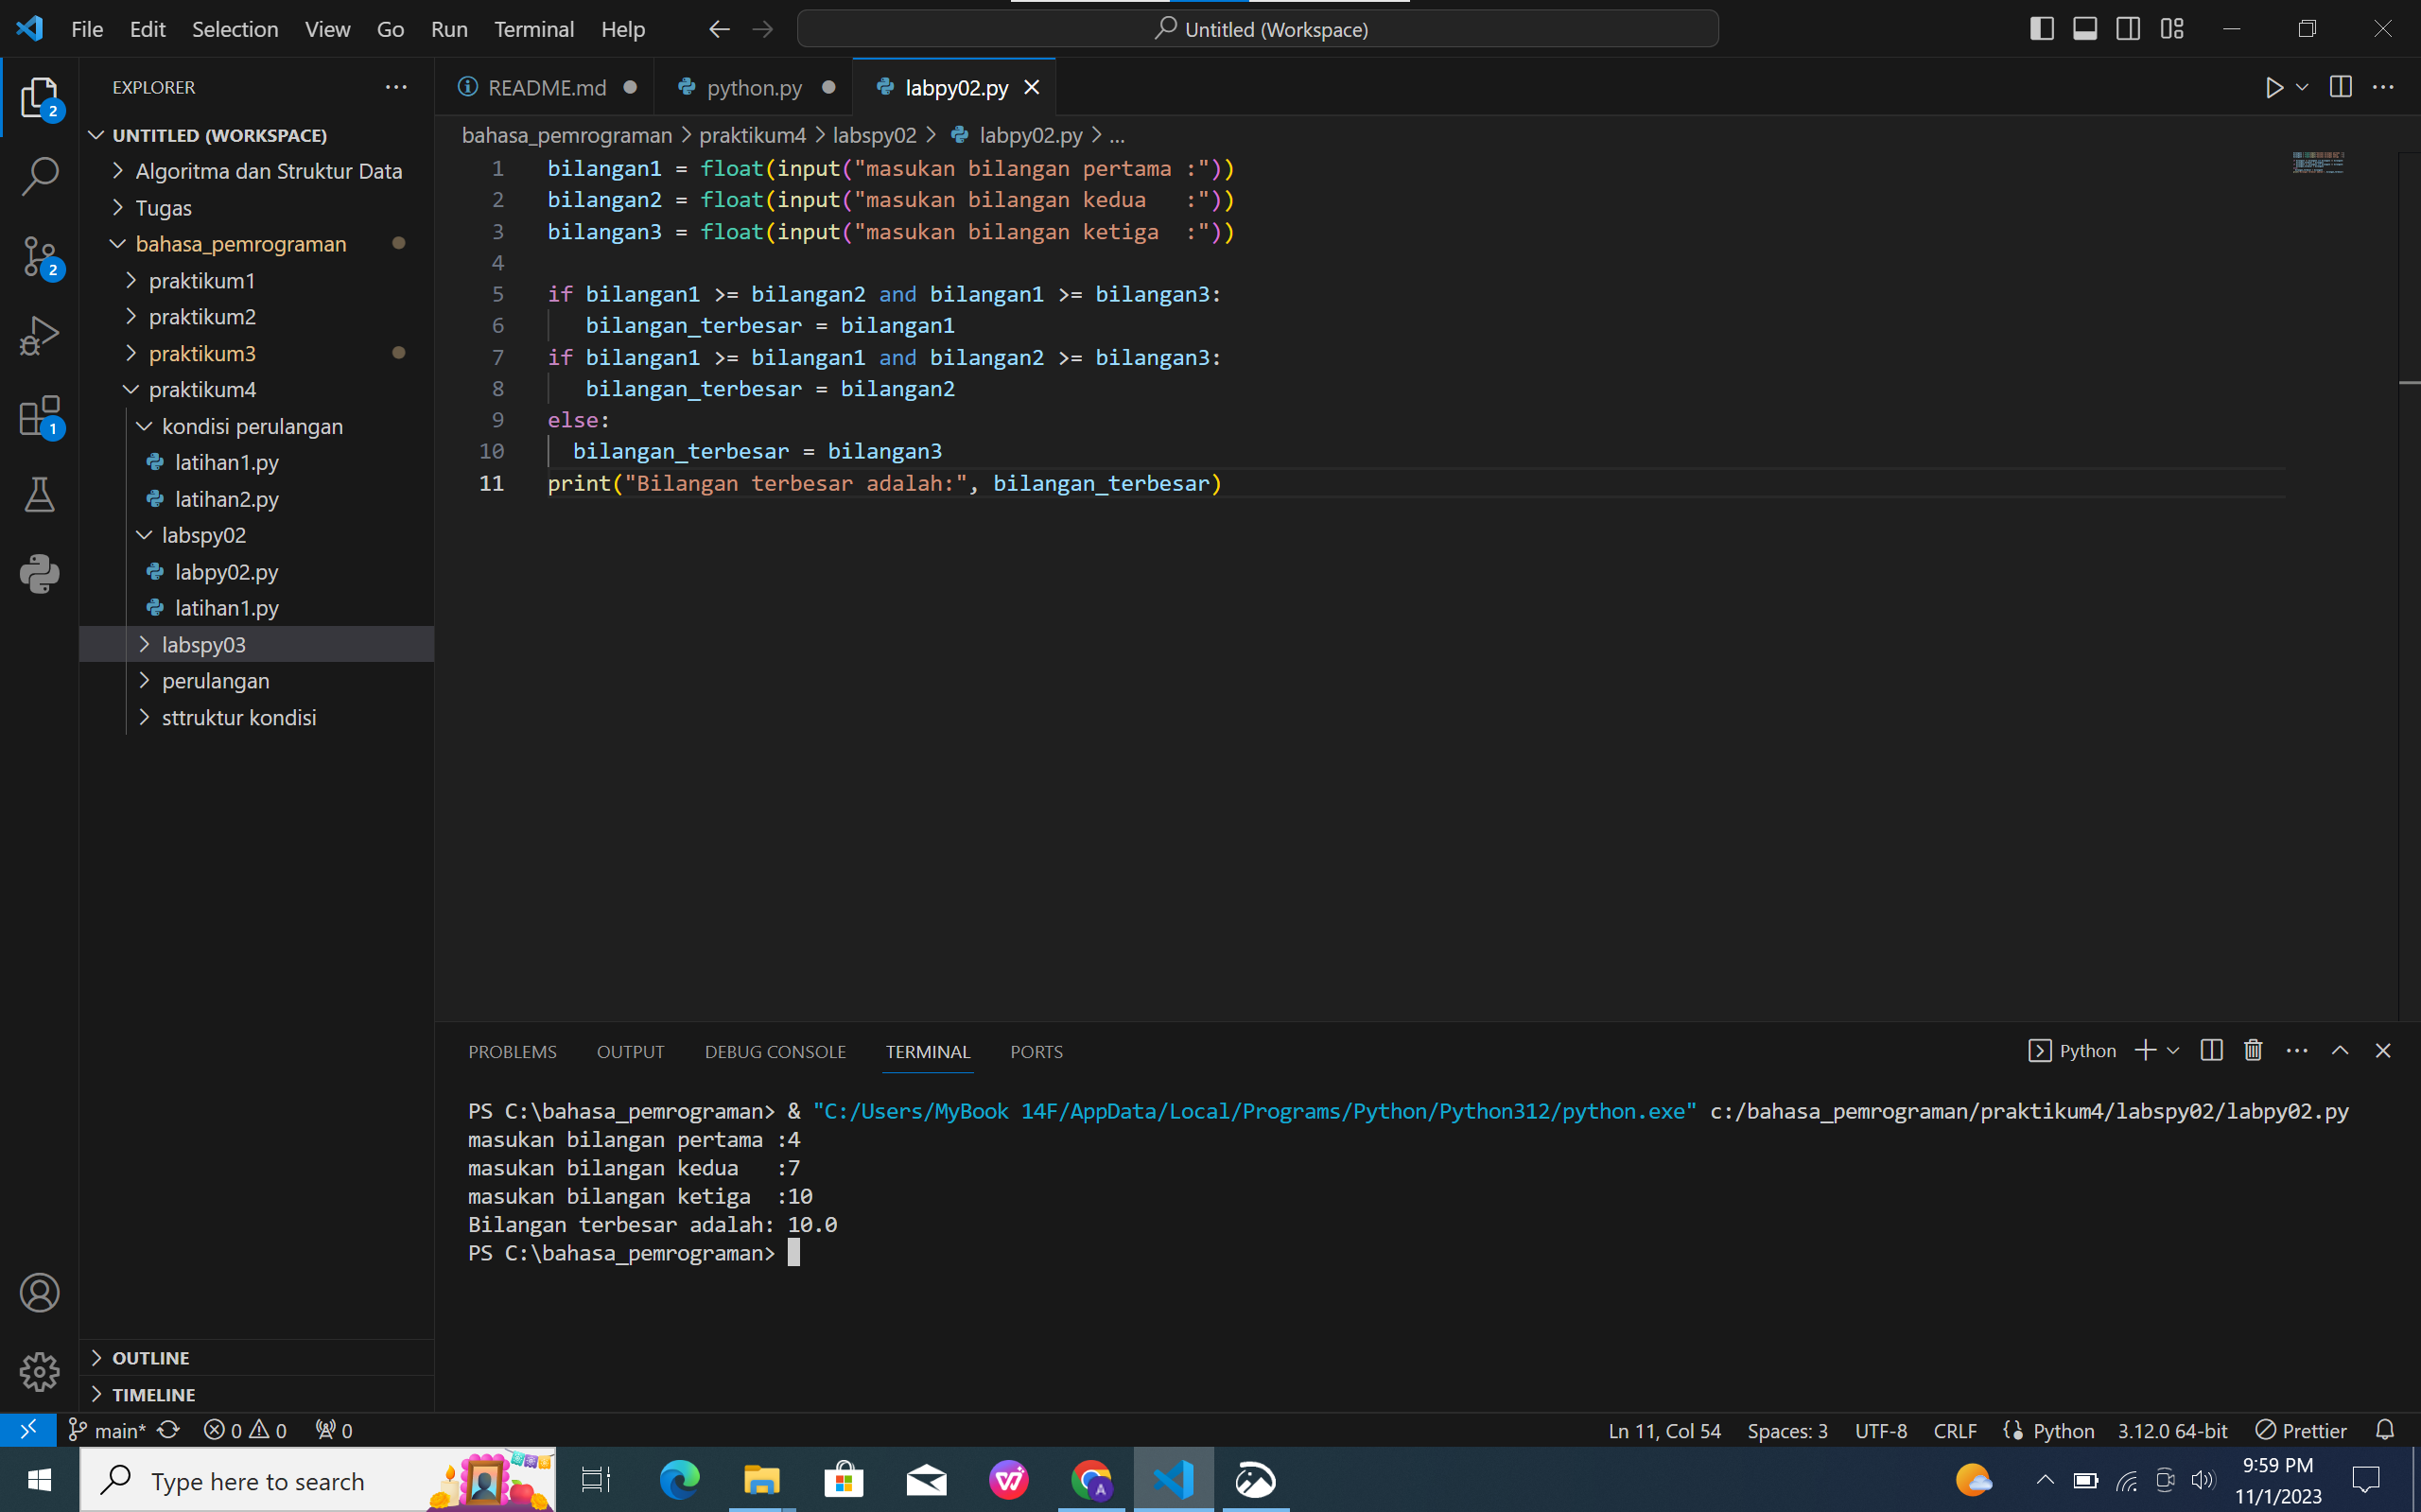 File Edit Selection View Go Run Terminal Help
Untitled (Workspace)
EXPLORER
UNTITLED (WORKSPACE)
Algoritma dan Struktur Data
Tugas
bahasa_pemrograman
praktikum1
praktikum2
praktikum3
praktikum4
kondisi perulangan
latihan1.py
latihan2.py
labspy02
labpy02.py
latihan1.py
labspy03
perulangan
sttruktur kondisi
OUTLINE
TIMELINE
2
2
1
README.md python.py labpy02.py
bahasa_pemrograman > praktikum4 > labspy02 > labpy02.py > ...
1 bilangan1 = float(input("masukan bilangan pertama :"))
2 bilangan2 = float(input("masukan bilangan kedua   :"))
3 bilangan3 = float(input("masukan bilangan ketiga  :"))
4
5 if bilangan1 >= bilangan2 and bilangan1 >= bilangan3:
6    bilangan_terbesar = bilangan1
7 if bilangan1 >= bilangan1 and bilangan2 >= bilangan3:
8    bilangan_terbesar = bilangan2
9 else:
10   bilangan_terbesar = bilangan3
11 print("Bilangan terbesar adalah:", bilangan_terbesar)
PROBLEMS OUTPUT DEBUG CONSOLE TERMINAL PORTS
Python
PS C:\bahasa_pemrograman> & "C:/Users/MyBook 14F/AppData/Local/Programs/Python/Python312/python.exe" c:/bahasa_pemrograman/praktikum4/labspy02/labpy02.py
masukan bilangan pertama :4
masukan bilangan kedua   :7
masukan bilangan ketiga  :10
Bilangan terbesar adalah: 10.0
PS C:\bahasa_pemrograman>
main* 0 0 0
Ln 11, Col 54 Spaces: 3 UTF-8 CRLF Python 3.12.0 64-bit Prettier
Type here to search
A
9:59 PM
11/1/2023